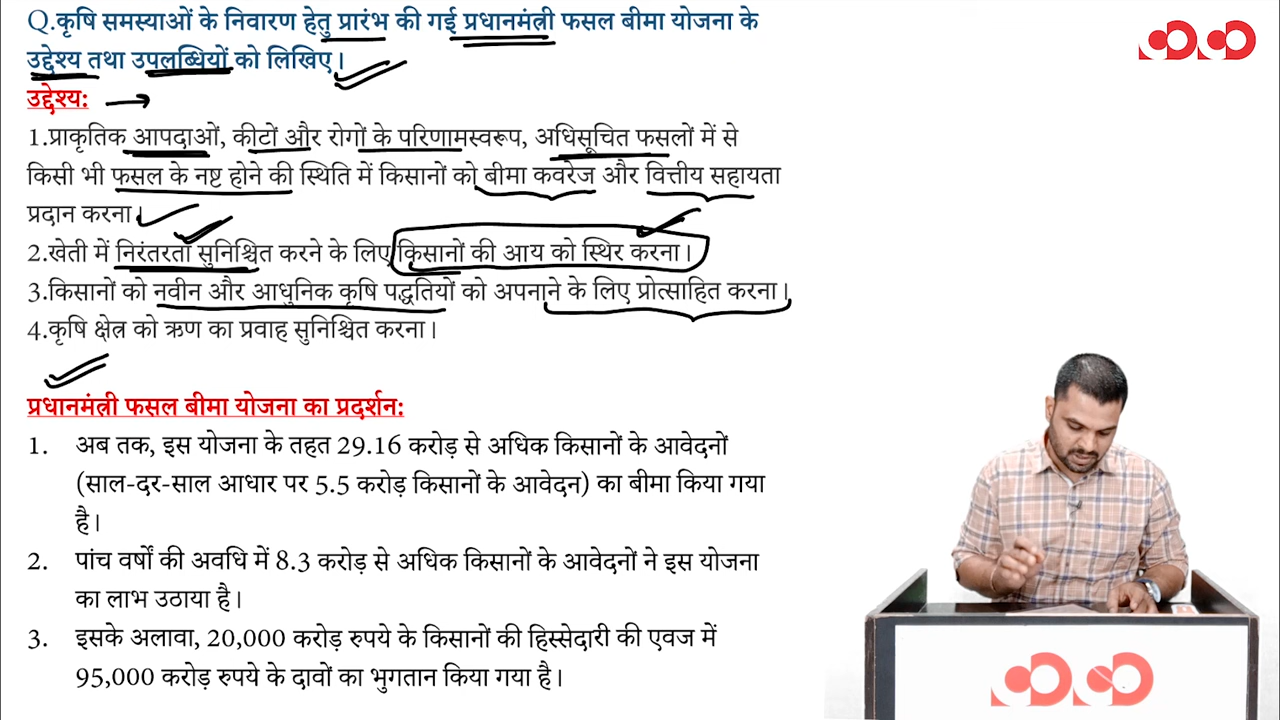 Q.कृषि समस्याओं के निवारण हेतु प्रारंभ की गई प्रधानमंत्री फसल बीमा योजना के
उद्देश्य तथा उपलब्धियों को लिखिए।
उद्देश्य:
1.प्राकृतिक आपदाओं, कीटों और रोगों के परिणामस्वरूप, अधिसूचित फसलों में से
किसी भी फसल के नष्ट होने की स्थिति में किसानों को बीमा कवरेज और वित्तीय सहायता
प्रदान करना।
2.खेती में निरंतरता सुनिश्चित करने के लिए किसानों की आय को स्थिर करना।
3.किसानों को नवीन और आधुनिक कृषि पद्धतियों को अपनाने के लिए प्रोत्साहित करना।
4.कृषि क्षेत्र को ऋण का प्रवाह सुनिश्चित करना।
प्रधानमंत्री फसल बीमा योजना का प्रदर्शन:
1. अब तक, इस योजना के तहत 29.16 करोड़ से अधिक किसानों के आवेदनों
(साल-दर-साल आधार पर 5.5 करोड़ किसानों के आवेदन) का बीमा किया गया
है।
2. पांच वर्षों की अवधि में 8.3 करोड़ से अधिक किसानों के आवेदनों ने इस योजना
का लाभ उठाया है।
3. इसके अलावा, 20,000 करोड़ रुपये के किसानों की हिस्सेदारी की एवज में
95,000 करोड़ रुपये के दावों का भुगतान किया गया है।